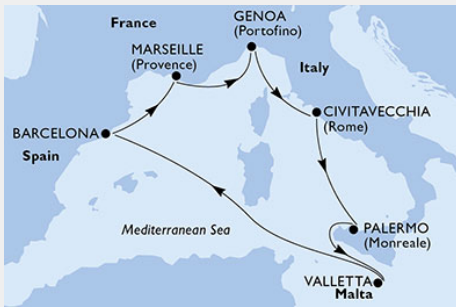 France
GENOA
(Portofino)
MARSEILLE
(Provence)
Italy
CIVITAVECCHIA
(Rome)
BARCELONA
Spain
Mediterranean Sea
PALERMO
(Monreale)
VALLETTA
Malta